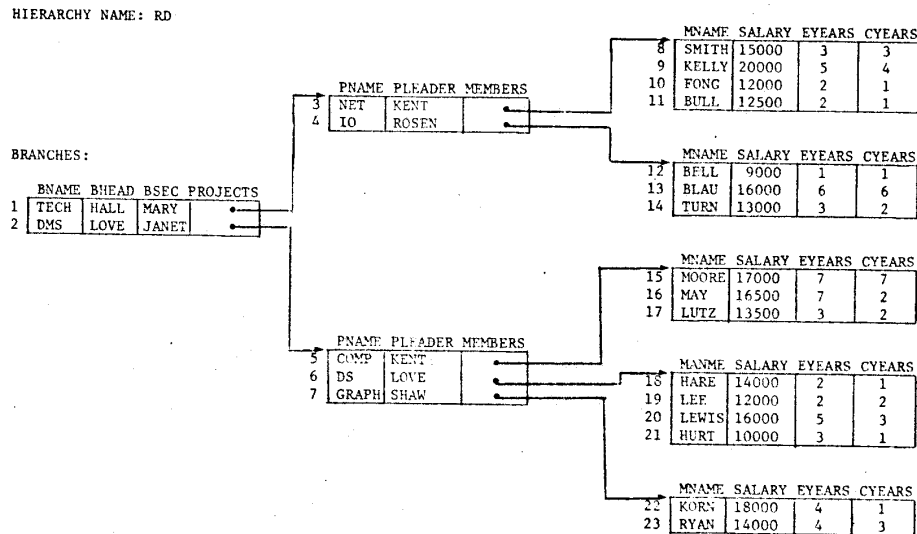 HIERARCHY NAME: RD
MNAME SALARY EYEARS CYEARS
8 SMITH 15000 3 3
9 KELLY 20000 5 4
10 FONG 12000 2 1
11 BULL 12500 2 1
PNAME PLEADER MEMBERS
3 NET KENT
4 IO ROSEN
MNAME SALARY EYEARS CYEARS
12 BELL 9000 1 1
13 BLAU 16000 6 6
14 TURN 13000 3 2
BRANCHES:
BNAME BHEAD BSEC PROJECTS
1 TECH HALL MARY
2 DMS LOVE JANET
MNAME SALARY EYEARS CYEARS
15 MOORE 17000 7 7
16 MAY 16500 7 2
17 LUTZ 13500 3 2
PNAME PLEADER MEMBERS
5 COMP KENT
6 DS LOVE
7 GRAPH SHAW
MANME SALARY EYEARS CYEARS
18 HARE 14000 2 1
19 LEE 12000 2 2
20 LEWIS 16000 5 3
21 HURT 10000 3 1
MNAME SALARY EYEARS CYEARS
22 KORN 18000 4 1
23 RYAN 14000 4 3